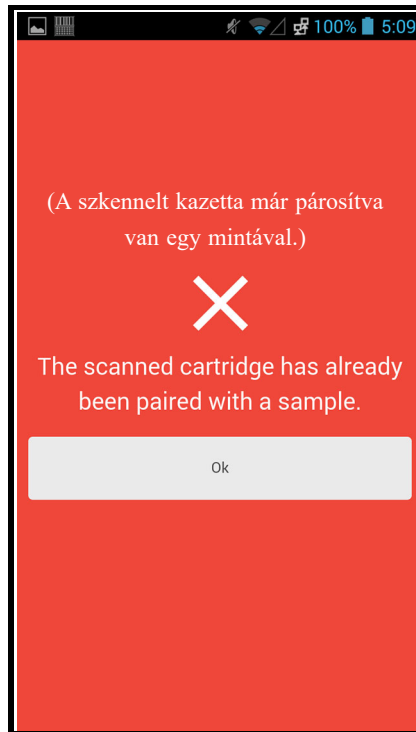 100% 5:09
(A szkennelt kazetta már párosítva
van egy mintával.)
The scanned cartridge has already
been paired with a sample.
Ok